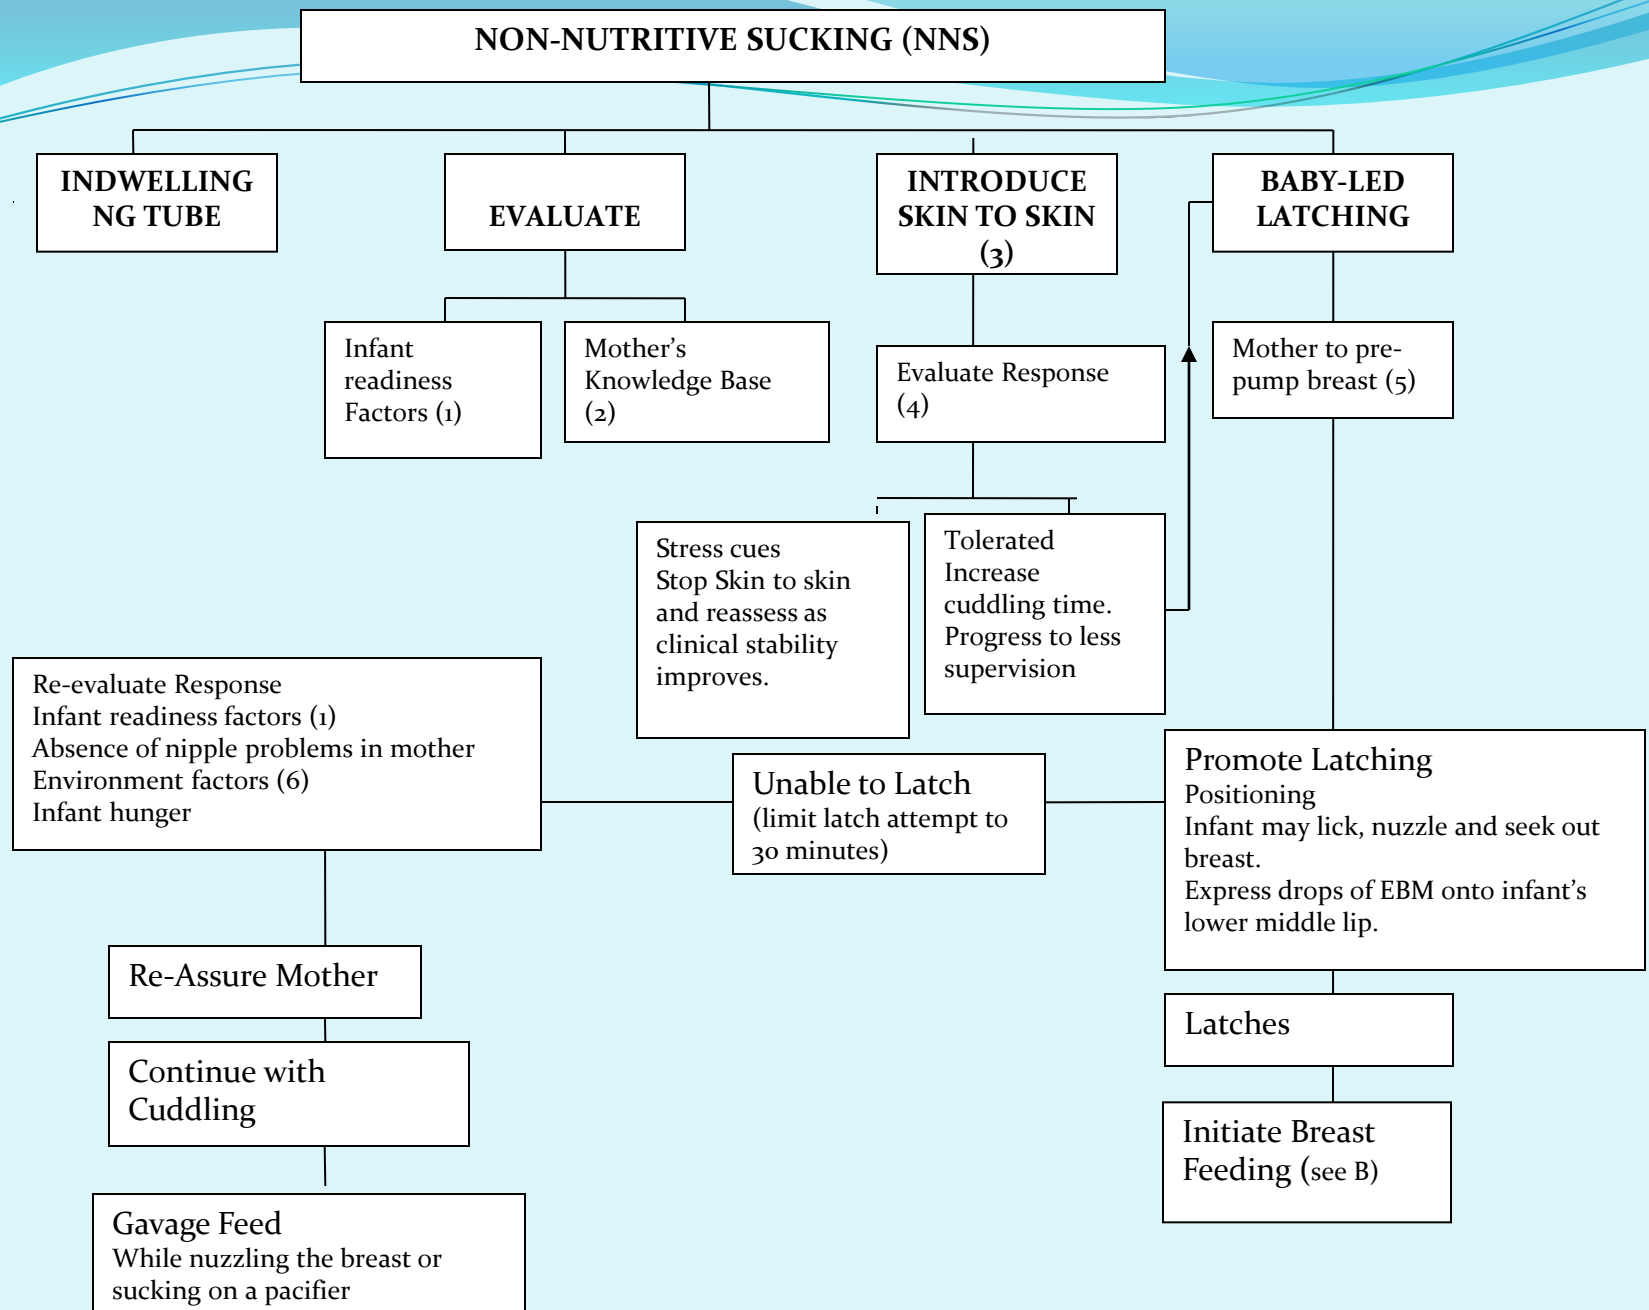 NON-NUTRITIVE SUCKING (NNS)
INDWELLING
NG TUBE
EVALUATE
INTRODUCE
SKIN TO SKIN
(3)
BABY-LED
LATCHING
Infant
readiness
Factors (1)
Mother’s
Knowledge Base
(2)
Evaluate Response
(4)
Mother to pre-
pump breast (5)
Stress cues
Stop Skin to skin
and reassess as
clinical stability
improves.
Tolerated
Increase
cuddling time.
Progress to less
supervision
Re-evaluate Response
Infant readiness factors (1)
Absence of nipple problems in mother
Environment factors (6)
Infant hunger
Unable to Latch
(limit latch attempt to
30 minutes)
Promote Latching
Positioning
Infant may lick, nuzzle and seek out
breast.
Express drops of EBM onto infant’s
lower middle lip.
Re-Assure Mother
Latches
Continue with
Cuddling
Initiate Breast
Feeding (see B)
Gavage Feed
While nuzzling the breast or
sucking on a pacifier